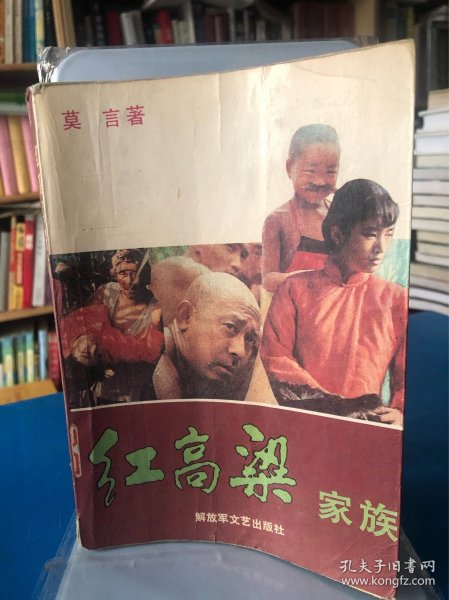 莫 言著
红高粱
家族
解放军文艺出版社
孔夫子旧书网
www.kongfz.com